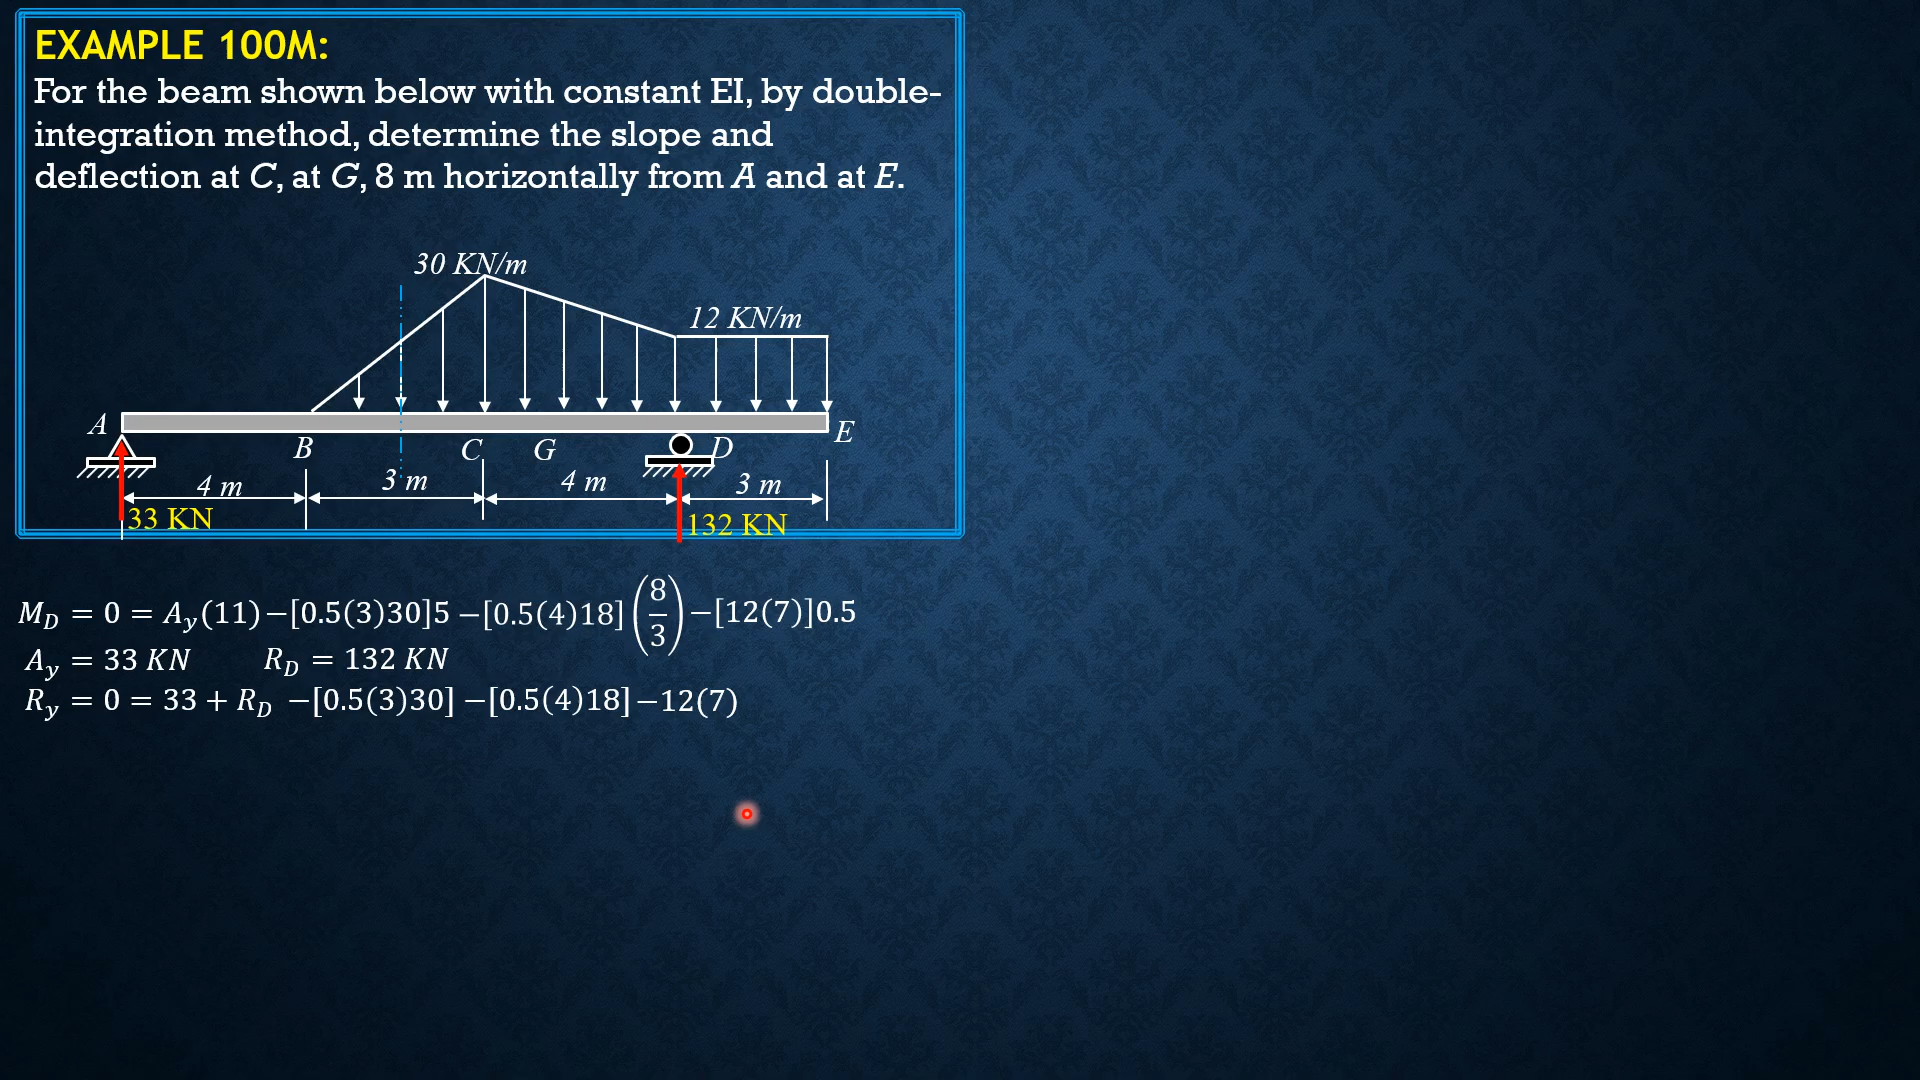 EXAMPLE 100M:
For the beam shown below with constant EI, by double-
integration method, determine the slope and
deflection at C, at G, 8 m horizontally from A and at E.
30 KN/m
12 KN/m
A
B
C
G
D
E
4 m
3 m
4 m
3 m
33 KN
132 KN
M_D = 0 = A_y(11)−[0.5(3)30]5 −[0.5(4)18](8/3)−[12(7)]0.5
A_y = 33 KN R_D = 132 KN
R_y = 0 = 33 + R_D −[0.5(3)30] −[0.5(4)18]−12(7)